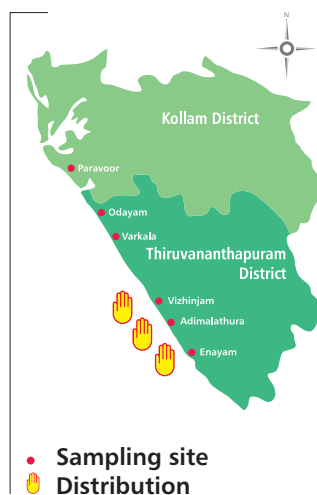 N
Kollam District
Paravoor
Odayam
Varkala
Thiruvananthapuram
District
Vizhinjam
Adimalathura
Enayam
Sampling site
Distribution